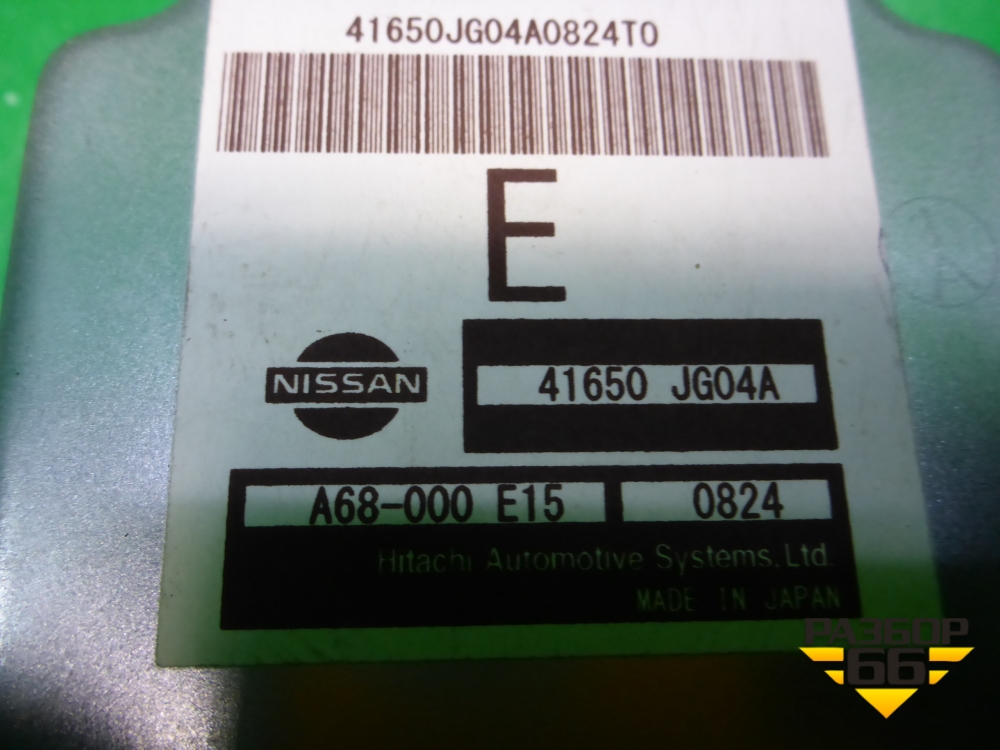 41650JG04A0824T0
E
NISSAN
41650 JG04A
A68-000 E15
0824
Hitachi Automotive Systems,Ltd.
MADE IN JAPAN
РАЗБОР
66